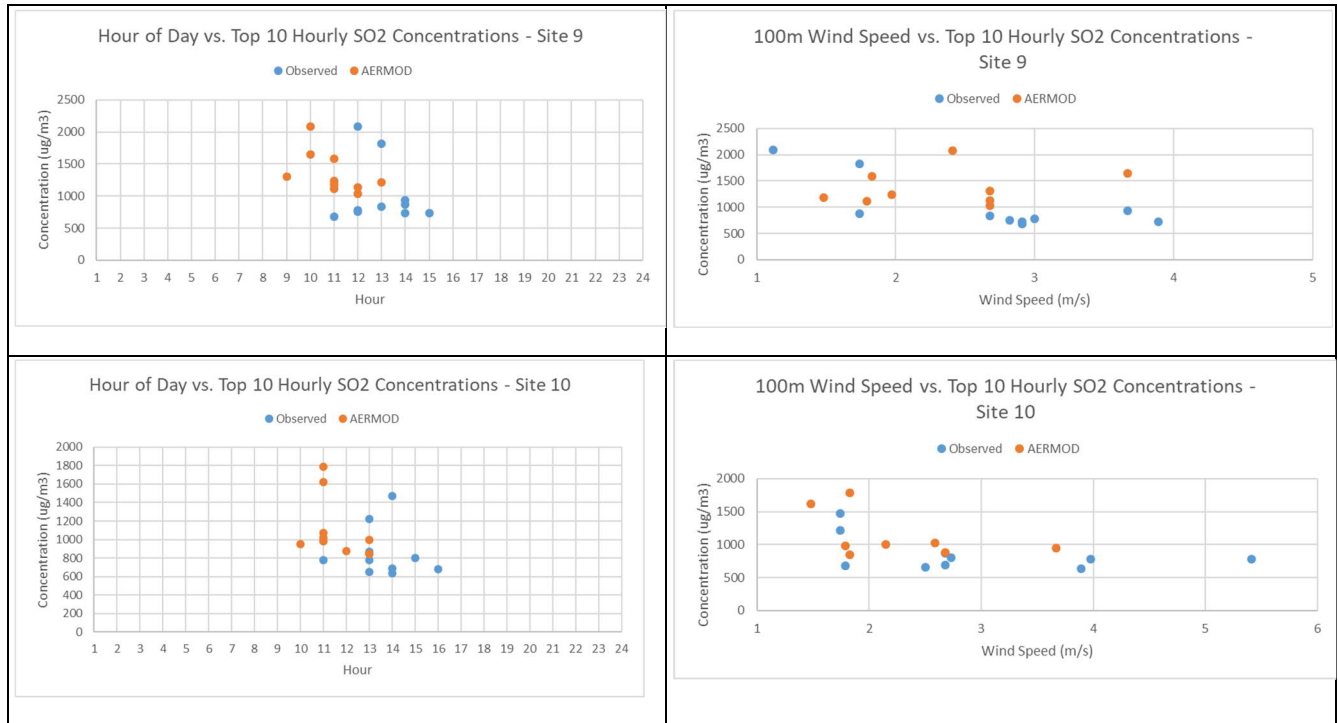 Hour of Day vs. Top 10 Hourly SO2 Concentrations - Site 9
Observed AERMOD
Concentration (ug/m3)
2500
2000
1500
1000
500
0
1 2 3 4 5 6 7 8 9 10 11 12 13 14 15 16 17 18 19 20 21 22 23 24
Hour
100m Wind Speed vs. Top 10 Hourly SO2 Concentrations -
Site 9
Observed AERMOD
Concentration (ug/m3)
2500
2000
1500
1000
500
0
1 2 3 4 5
Wind Speed (m/s)
Hour of Day vs. Top 10 Hourly SO2 Concentrations - Site 10
Observed AERMOD
Concentration (ug/m3)
2000
1800
1600
1400
1200
1000
800
600
400
200
0
1 2 3 4 5 6 7 8 9 10 11 12 13 14 15 16 17 18 19 20 21 22 23 24
Hour
100m Wind Speed vs. Top 10 Hourly SO2 Concentrations -
Site 10
Observed AERMOD
Concentration (ug/m3)
2000
1500
1000
500
0
1 2 3 4 5 6
Wind Speed (m/s)